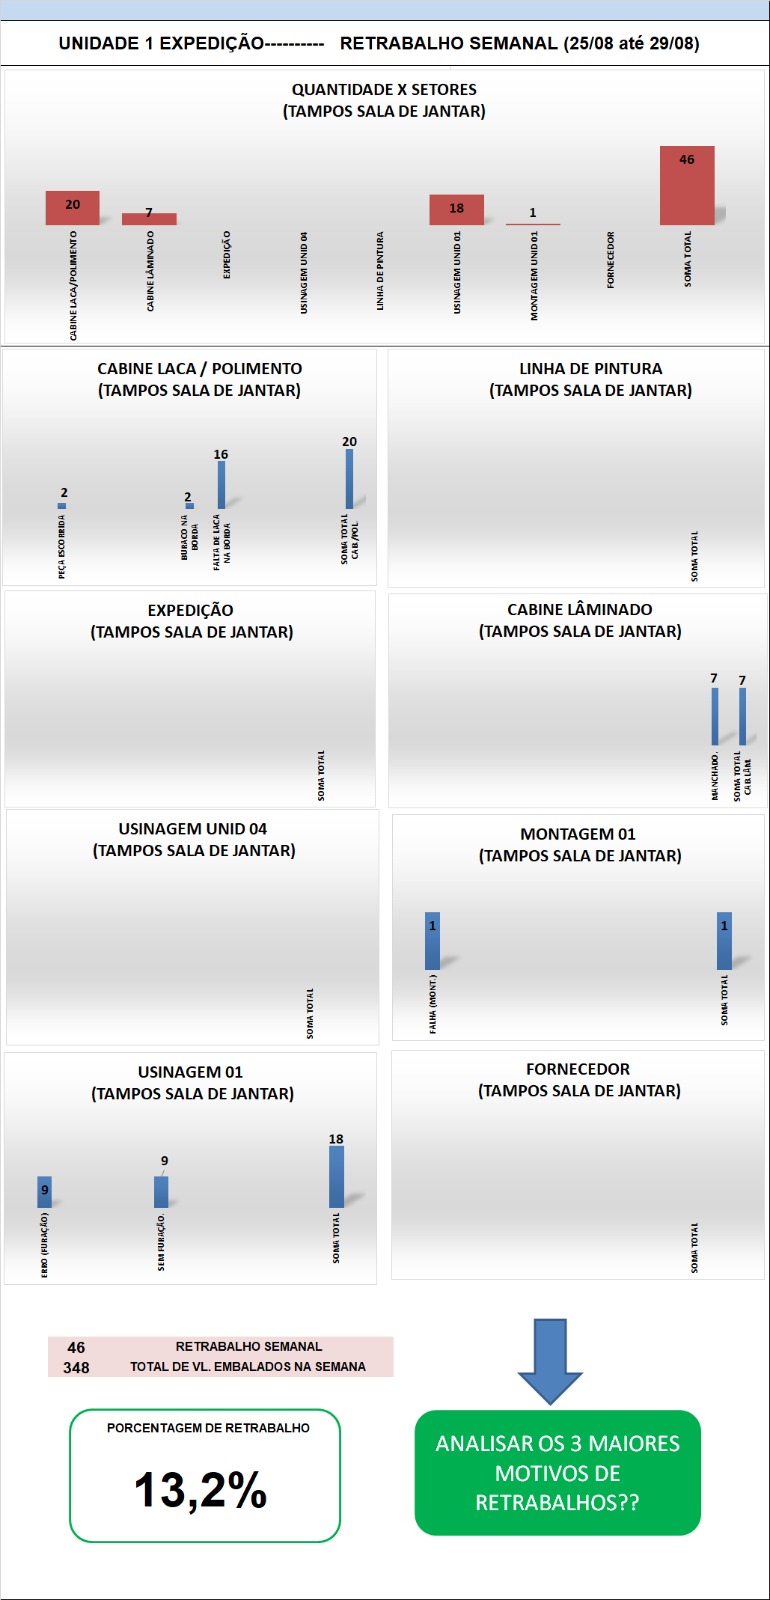 UNIDADE 1 EXPEDIÇÃO---------- RETRABALHO SEMANAL (25/08 até 29/08)
QUANTIDADE X SETORES
(TAMPOS SALA DE JANTAR)
20
7
18
1
46
CABINE LACA/POLIMENTO
CABINE LÂMINADO
EXPEDIÇÃO
USINAGEM UNID 04
LINHA DE PINTURA
USINAGEM UNID 01
MONTAGEM UNID 01
FORNECEDOR
SOMA TOTAL
CABINE LACA / POLIMENTO
(TAMPOS SALA DE JANTAR)
2
2
16
20
PEÇA ESCORRIDA
BURACO NA
BORDA
FALTA DE LACA
NA BORDA
SOMA TOTAL
CAB./POL.
LINHA DE PINTURA
(TAMPOS SALA DE JANTAR)
SOMA TOTAL
EXPEDIÇÃO
(TAMPOS SALA DE JANTAR)
SOMA TOTAL
CABINE LÂMINADO
(TAMPOS SALA DE JANTAR)
7
7
MANCHADO.
SOMA TOTAL
CAB LÂM.
USINAGEM UNID 04
(TAMPOS SALA DE JANTAR)
SOMA TOTAL
MONTAGEM 01
(TAMPOS SALA DE JANTAR)
1
1
FALHA (MONT.)
SOMA TOTAL
USINAGEM 01
(TAMPOS SALA DE JANTAR)
9
9
18
ERRO (FURAÇÃO)
SEM FURAÇÃO.
SOMA TOTAL
FORNECEDOR
(TAMPOS SALA DE JANTAR)
SOMA TOTAL
46 RETRABALHO SEMANAL
348 TOTAL DE VL. EMBALADOS NA SEMANA
PORCENTAGEM DE RETRABALHO
13,2%
ANALISAR OS 3 MAIORES
MOTIVOS DE
RETRABALHOS??